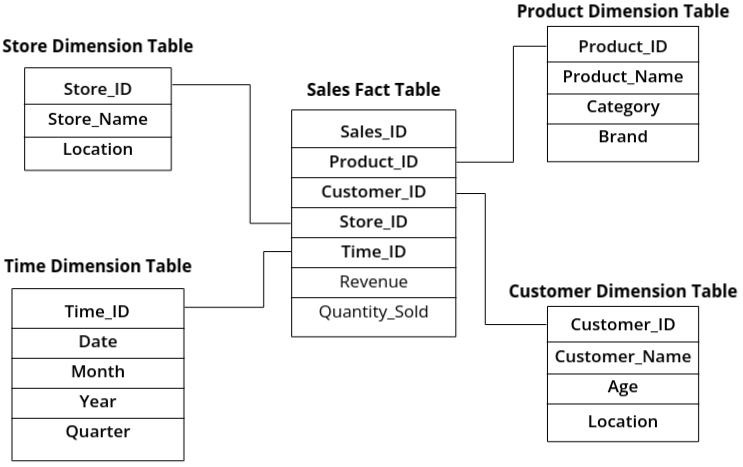 Store Dimension Table
Store_ID
Store_Name
Location
Sales Fact Table
Sales_ID
Product_ID
Customer_ID
Store_ID
Time_ID
Revenue
Quantity_Sold
Product Dimension Table
Product_ID
Product_Name
Category
Brand
Time Dimension Table
Time_ID
Date
Month
Year
Quarter
Customer Dimension Table
Customer_ID
Customer_Name
Age
Location